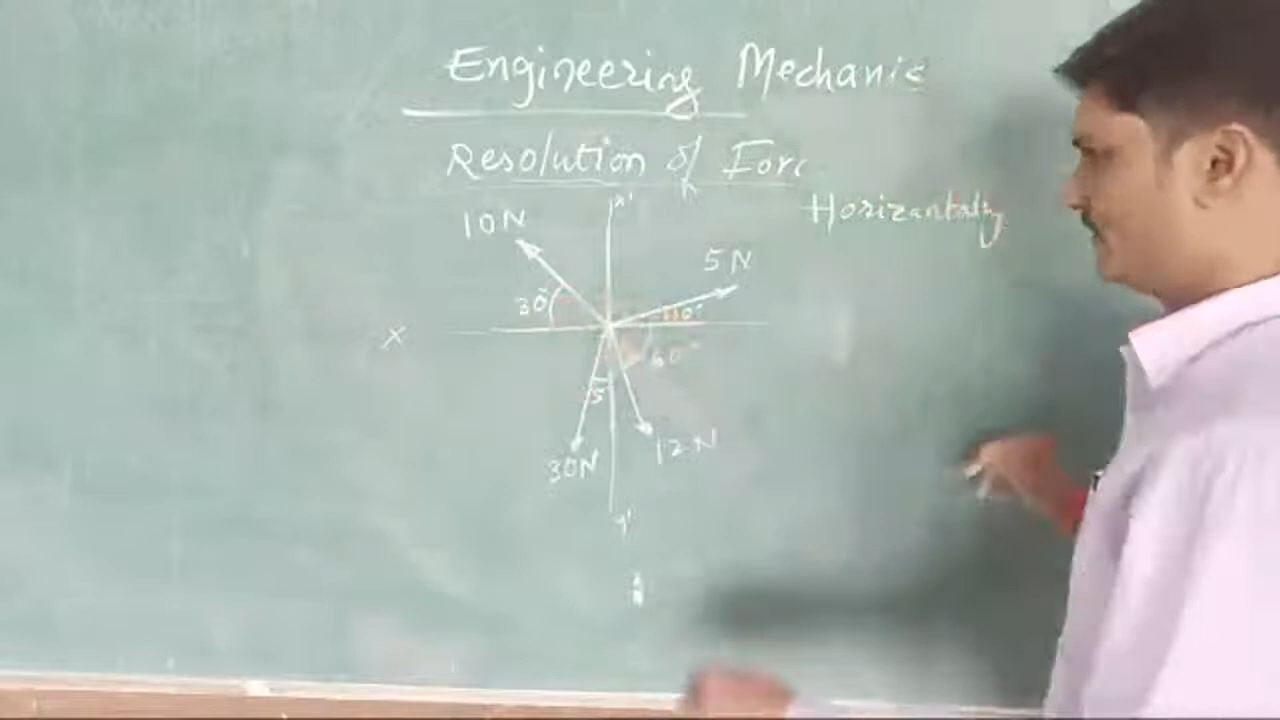 Engineering Mechanic
Resolution of Forc
Horizantally
10N
5N
30°
10°
X
60°
5
30N
12N